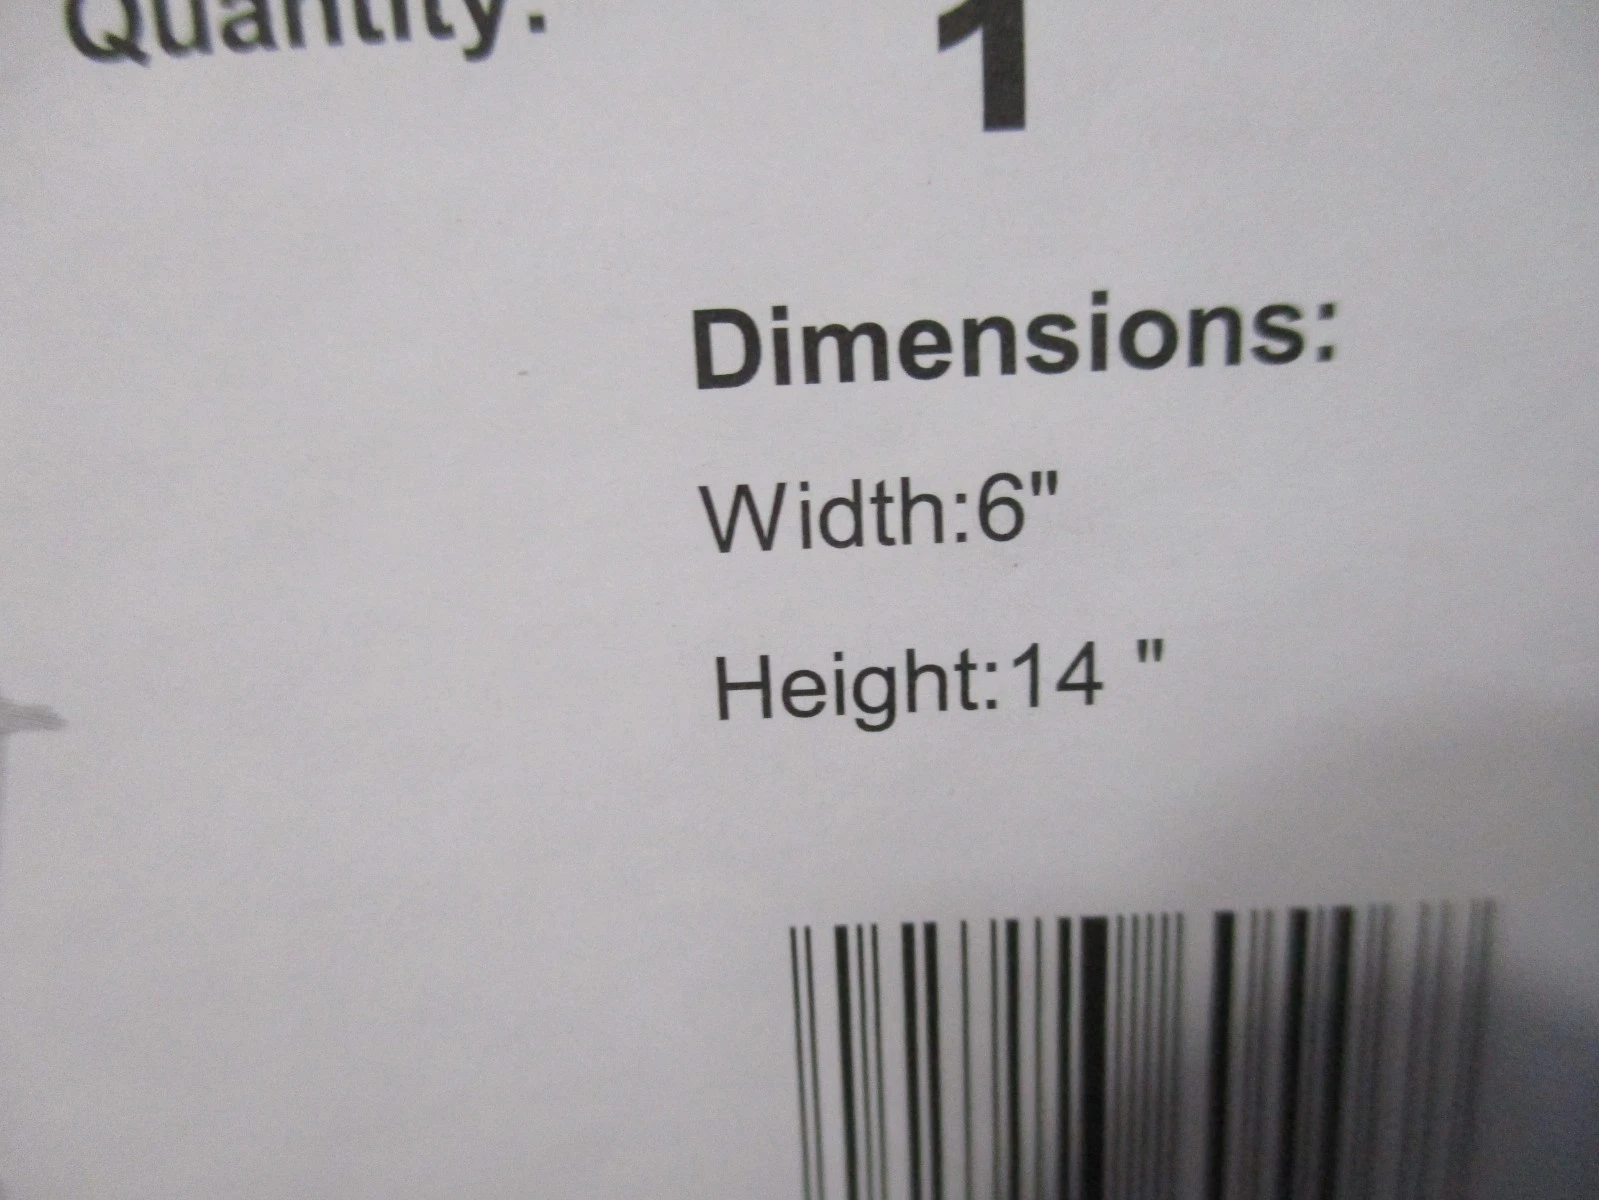 Quantity: 1
Dimensions:
Width:6"
Height:14 "